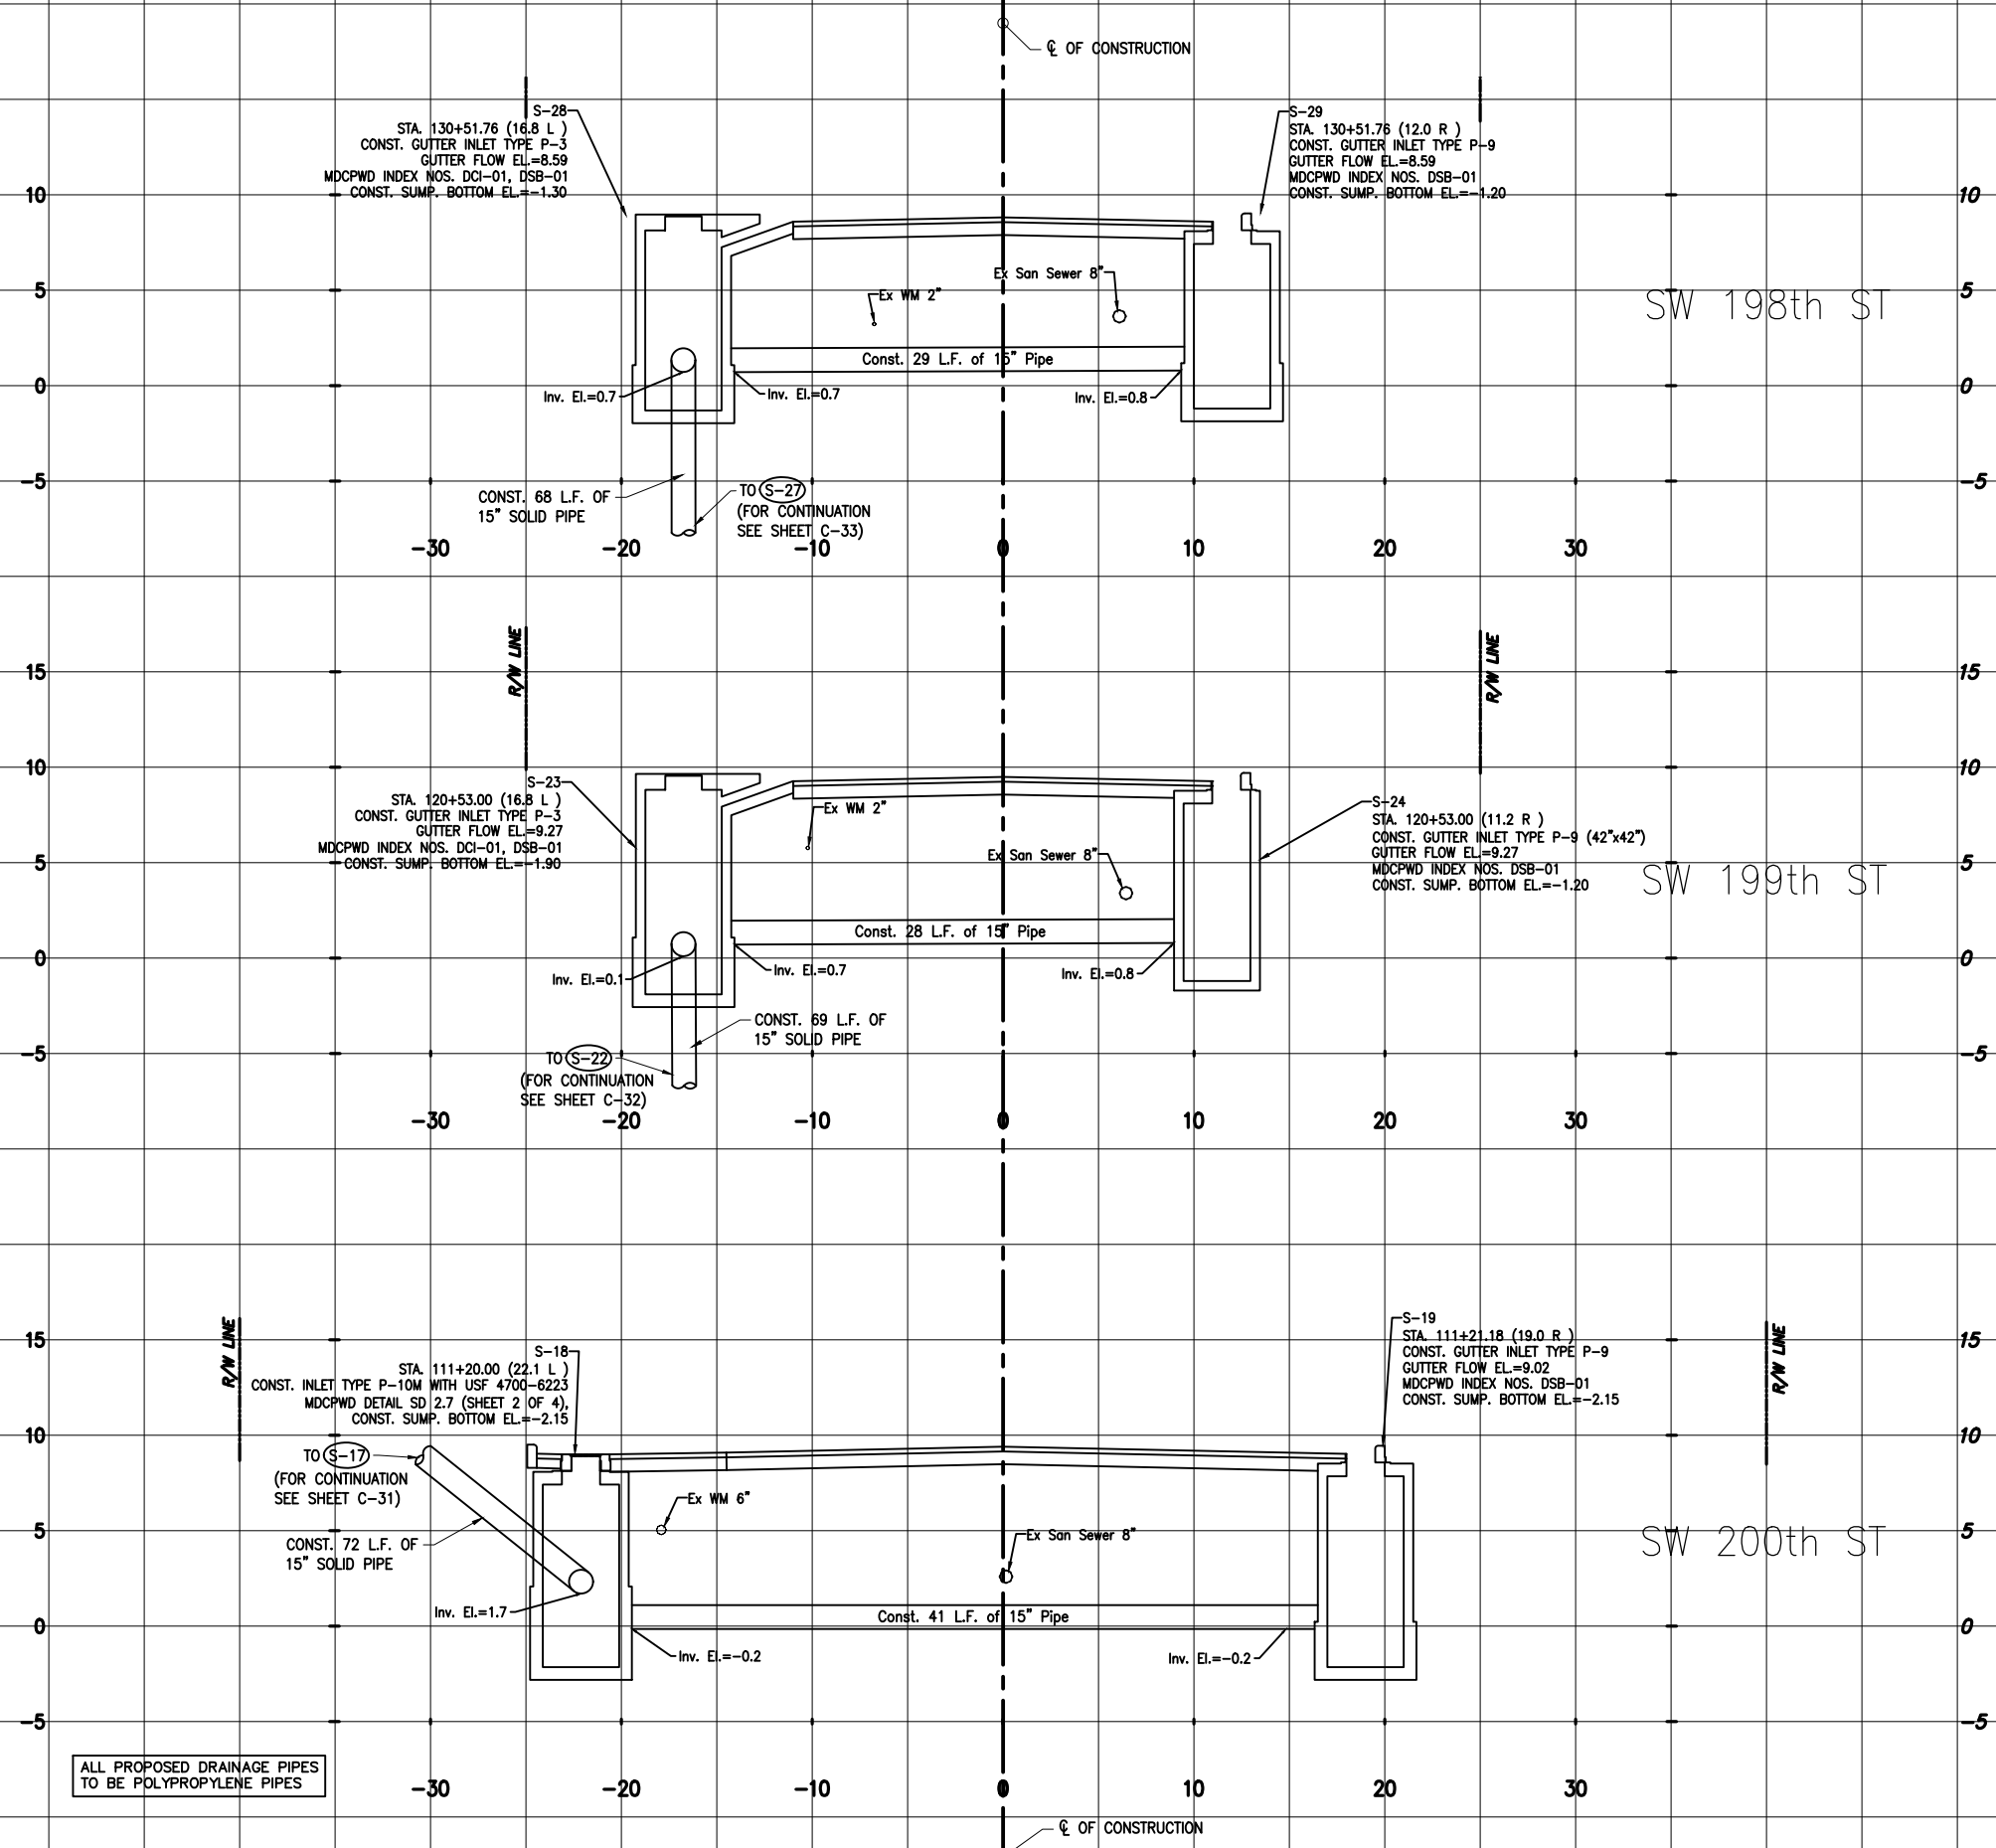 ℄ OF CONSTRUCTION
S-28
STA. 130+51.76 (16.8 L )
CONST. GUTTER INLET TYPE P-3
GUTTER FLOW EL.=8.59
MDCPWD INDEX NOS. DCI-01, DSB-01
CONST. SUMP. BOTTOM EL.=-1.30
S-29
STA. 130+51.76 (12.0 R )
CONST. GUTTER INLET TYPE P-9
GUTTER FLOW EL.=8.59
MDCPWD INDEX NOS. DSB-01
CONST. SUMP. BOTTOM EL.=-1.20
10
10
Ex San Sewer 8"
Ex WM 2"
5
5
SW 198th ST
Const. 29 L.F. of 15" Pipe
0
0
Inv. El.=0.7
Inv. El.=0.7
Inv. El.=0.8
-5
-5
CONST. 68 L.F. OF
15" SOLID PIPE
TO S-27
(FOR CONTINUATION
SEE SHEET C-33)
-30 -20 -10 0 10 20 30
R/W LINE
R/W LINE
15
15
10
10
S-23
STA. 120+53.00 (16.8 L )
CONST. GUTTER INLET TYPE P-3
GUTTER FLOW EL.=9.27
MDCPWD INDEX NOS. DCI-01, DSB-01
CONST. SUMP. BOTTOM EL.=-1.90
Ex WM 2"
Ex San Sewer 8"
S-24
STA. 120+53.00 (11.2 R )
CONST. GUTTER INLET TYPE P-9 (42"x42")
GUTTER FLOW EL.=9.27
MDCPWD INDEX NOS. DSB-01
CONST. SUMP. BOTTOM EL.=-1.20
5
5
SW 199th ST
Const. 28 L.F. of 15" Pipe
0
0
Inv. El.=0.1
Inv. El.=0.7
Inv. El.=0.8
CONST. 69 L.F. OF
15" SOLID PIPE
-5
-5
TO S-22
(FOR CONTINUATION
SEE SHEET C-32)
-30 -20 -10 0 10 20 30
R/W LINE
R/W LINE
15
15
S-18
STA. 111+20.00 (22.1 L )
CONST. INLET TYPE P-10M WITH USF 4700-6223
MDCPWD DETAIL SD 2.7 (SHEET 2 OF 4),
CONST. SUMP. BOTTOM EL.=-2.15
S-19
STA. 111+21.18 (19.0 R )
CONST. GUTTER INLET TYPE P-9
GUTTER FLOW EL.=9.02
MDCPWD INDEX NOS. DSB-01
CONST. SUMP. BOTTOM EL.=-2.15
10
10
TO S-17
(FOR CONTINUATION
SEE SHEET C-31)
CONST. 72 L.F. OF
15" SOLID PIPE
Ex WM 6"
Ex San Sewer 8"
5
5
SW 200th ST
Inv. El.=1.7
Const. 41 L.F. of 15" Pipe
0
0
Inv. El.=-0.2
Inv. El.=-0.2
-5
-5
ALL PROPOSED DRAINAGE PIPES
TO BE POLYPROPYLENE PIPES
-30 -20 -10 0 10 20 30
℄ OF CONSTRUCTION